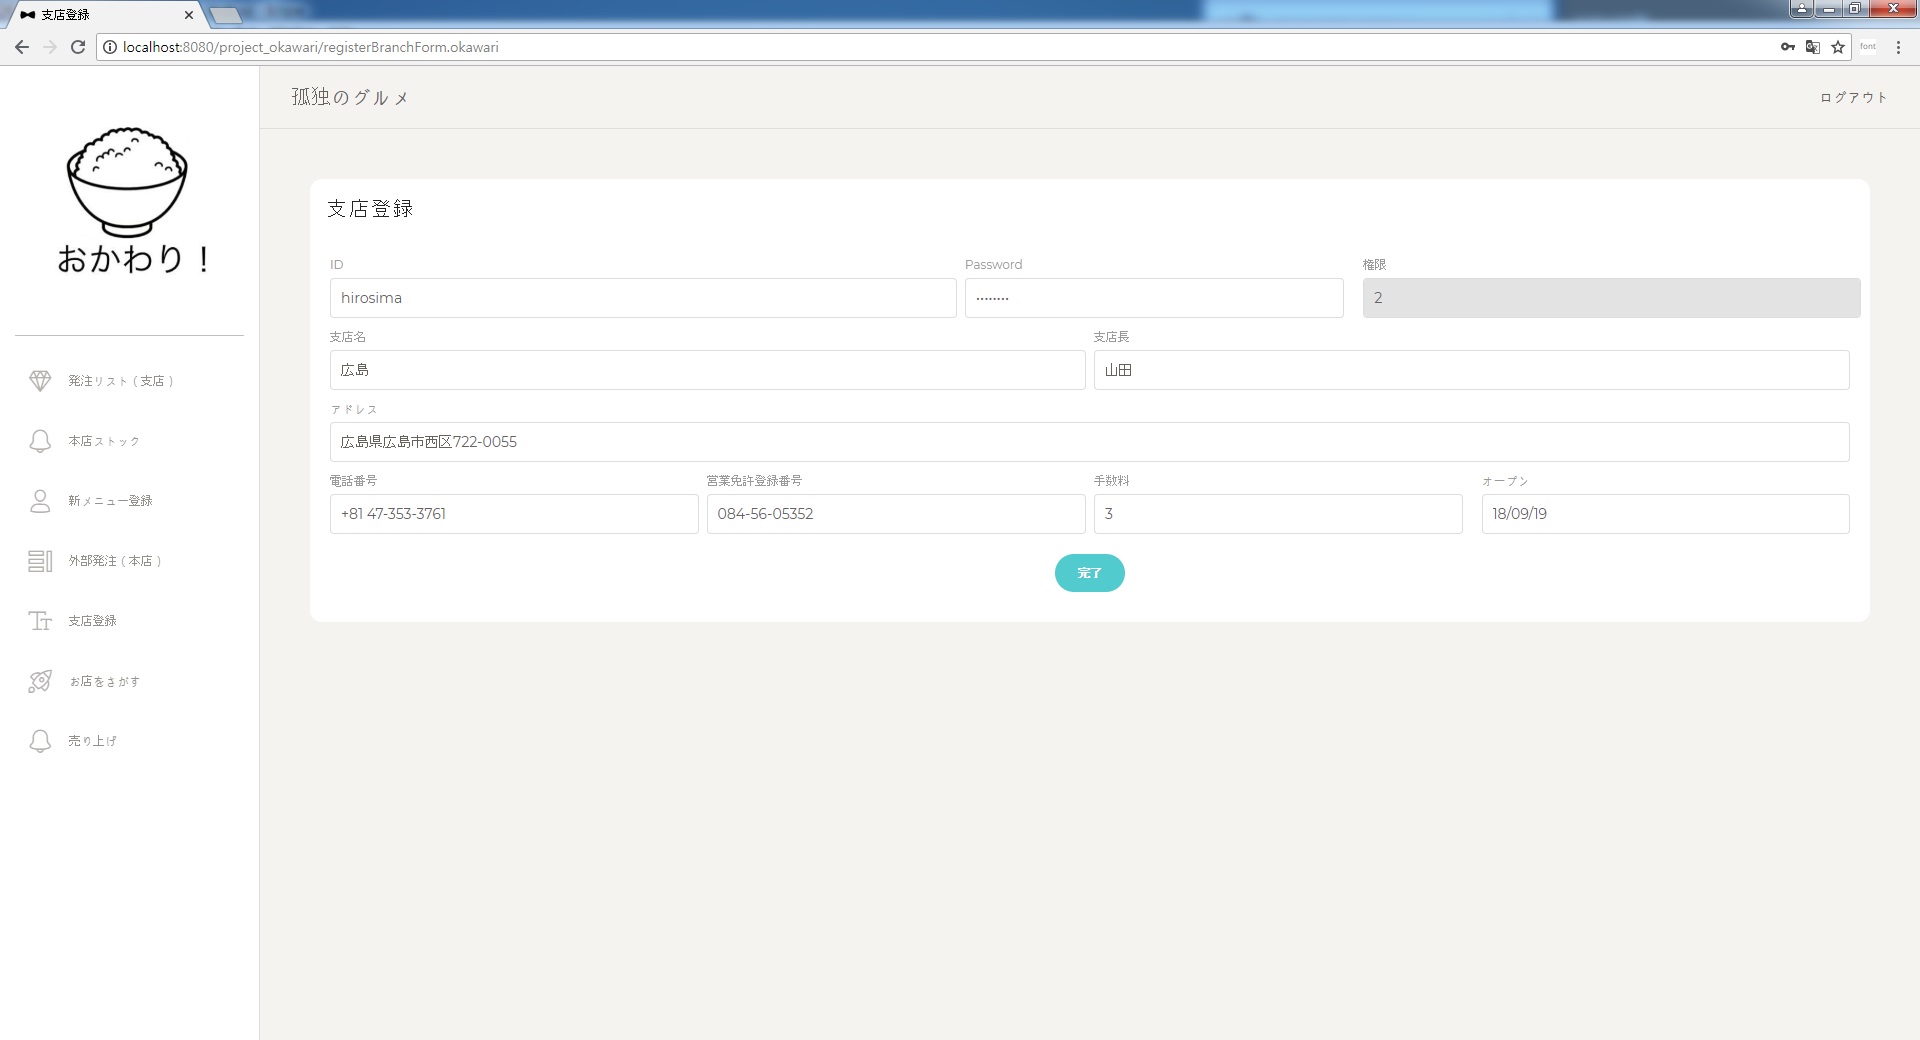 支店登録
localhost:8080/project_okawari/registerBranchForm.okawari
font
おかわり！
孤独のグルメ
ログアウト
発注リスト ( 支店 )
本店ストック
新メニュー登録
外部発注 ( 本店 )
支店登録
お店をさがす
売り上げ
支店登録
ID
Password
権限
hirosima
········
2
支店名
支店長
広島
山田
アドレス
広島県広島市西区722-0055
電話番号
営業免許登録番号
手数料
オープン
+81 47-353-3761
084-56-05352
3
18/09/19
完了